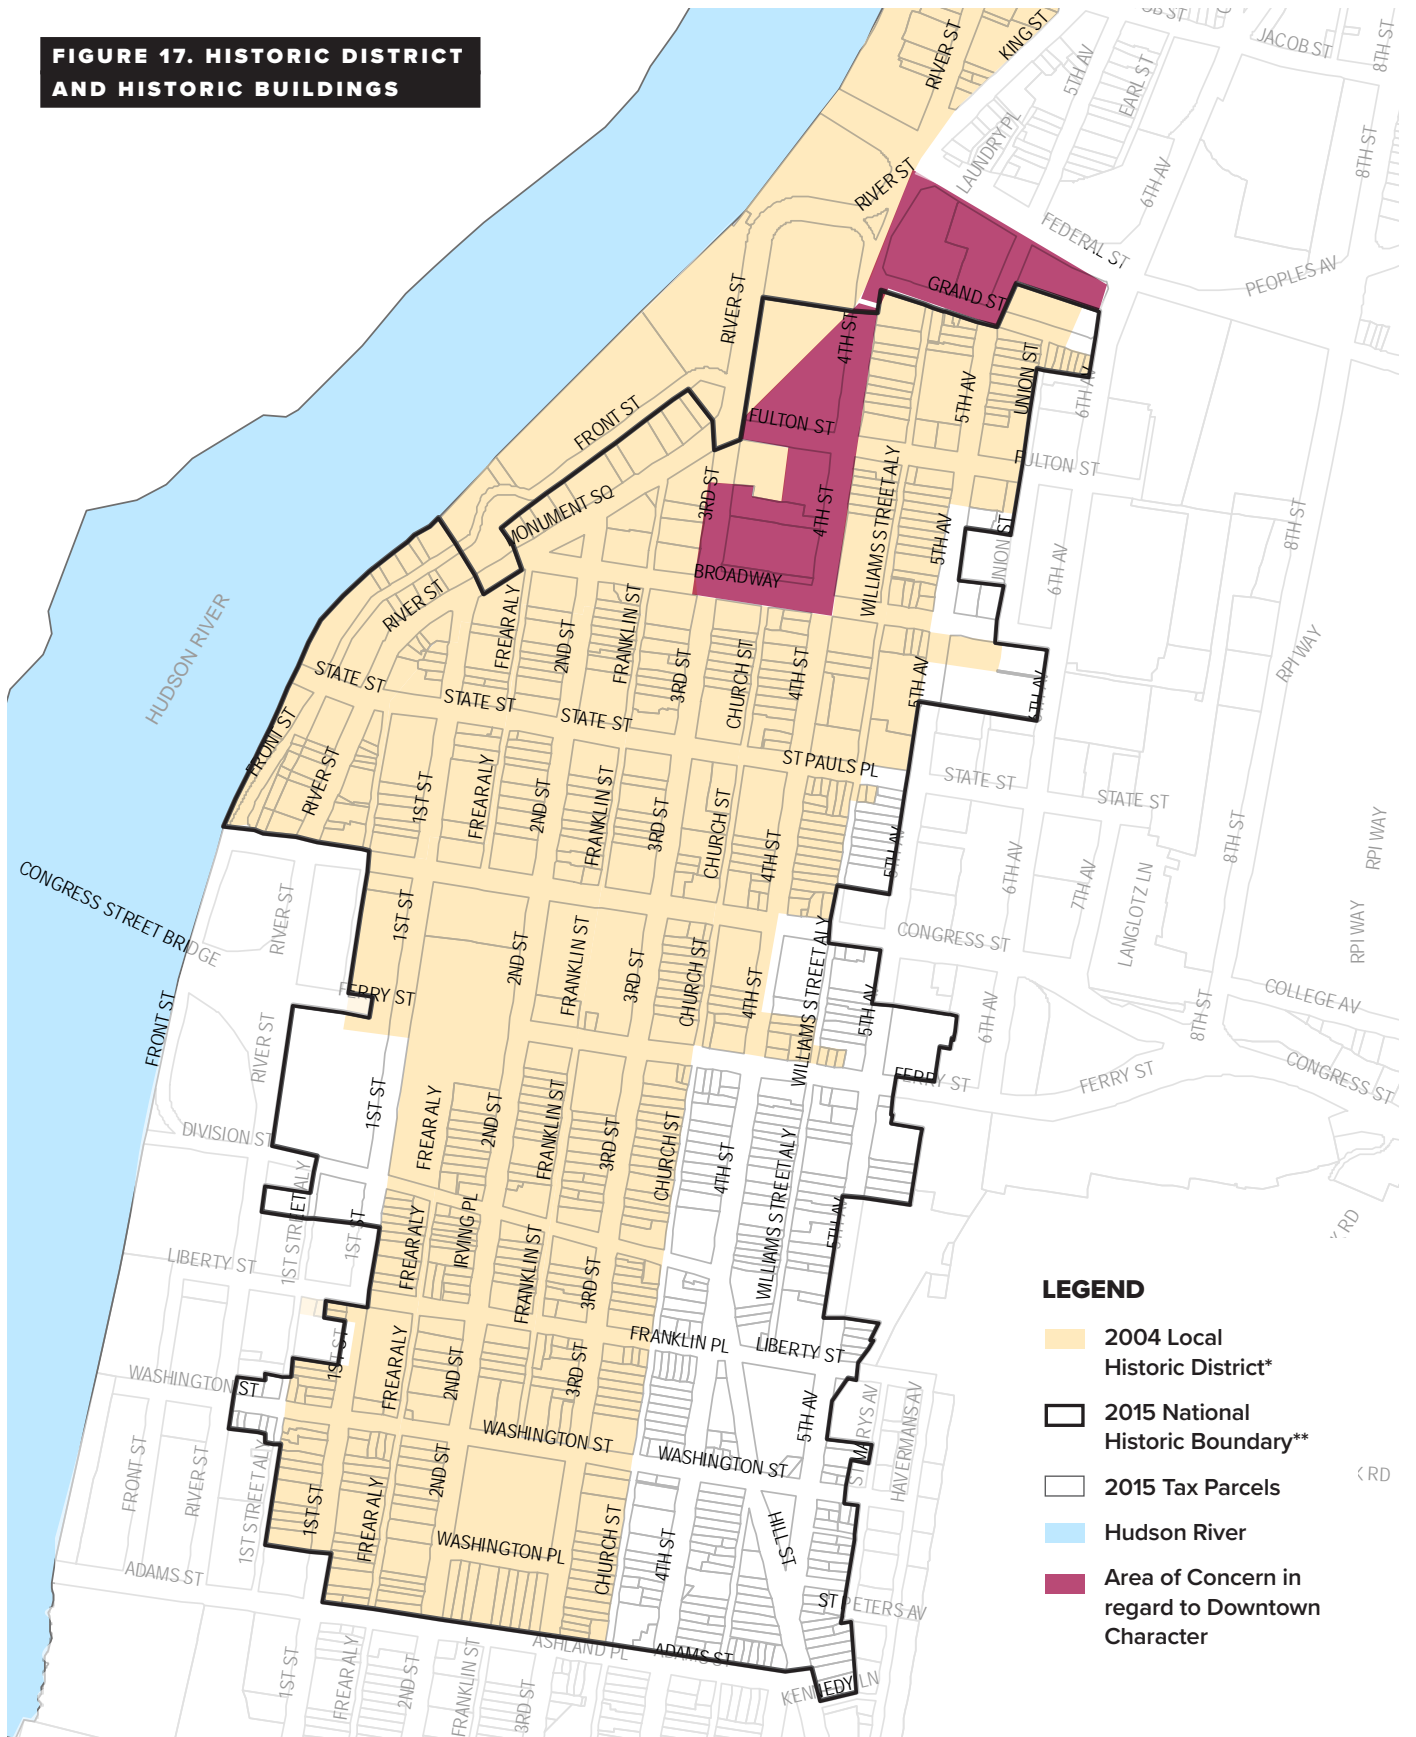 FIGURE 17. HISTORIC DISTRICT
AND HISTORIC BUILDINGS
RIVER ST
KING ST
5TH AV
EARL ST
JACOB ST
8TH ST
LAUNDRY PL
6TH AV
8TH ST
RIVER ST
FEDERAL ST
PEOPLES AV
GRAND ST
RIVER ST
4TH ST
5TH AV
UNION ST
6TH AV
FRONT ST
FULTON ST
FULTON ST
MONUMENT SQ
3RD ST
4TH ST
WILLIAMS STREET ALY
5TH AV
UNION ST
6TH AV
8TH ST
BROADWAY
HUDSON RIVER
RIVER ST
FREAR ALY
2ND ST
FRANKLIN ST
3RD ST
CHURCH ST
4TH ST
5TH AV
6TH AV
RPI WAY
STATE ST
STATE ST
STATE ST
ST PAULS PL
STATE ST
STATE ST
FRONT ST
RIVER ST
1ST ST
FREAR ALY
2ND ST
FRANKLIN ST
3RD ST
CHURCH ST
4TH ST
5TH AV
6TH AV
7TH AV
LANGLOTZ LN
8TH ST
RPI WAY
RPI WAY
CONGRESS STREET BRIDGE
RIVER ST
1ST ST
2ND ST
FRANKLIN ST
3RD ST
CHURCH ST
4TH ST
WILLIAMS STREET ALY
5TH AV
CONGRESS ST
6TH AV
8TH ST
COLLEGE AV
CONGRESS ST
FERRY ST
FERRY ST
FERRY ST
FRONT ST
RIVER ST
1ST ST
FREAR ALY
2ND ST
FRANKLIN ST
3RD ST
CHURCH ST
4TH ST
WILLIAMS STREET ALY
5TH AV
DIVISION ST
1ST STREET ALY
1ST ST
FREAR ALY
IRVING PL
FRANKLIN ST
3RD ST
LIBERTY ST
FRANKLIN PL
LIBERTY ST
RD
1ST ST
FREAR ALY
2ND ST
3RD ST
5TH AV
ST MARYS AV
HAVERMANS AV
WASHINGTON ST
WASHINGTON ST
WASHINGTON ST
FRONT ST
RIVER ST
1ST STREET ALY
1ST ST
FREAR ALY
2ND ST
WASHINGTON PL
CHURCH ST
4TH ST
HILL ST
ST PETERS AV
RD
ADAMS ST
ASHLAND PL
ADAMS ST
KENNEDY LN
1ST ST
FREAR ALY
2ND ST
FRANKLIN ST
3RD ST
LEGEND
2004 Local
Historic District*
2015 National
Historic Boundary**
2015 Tax Parcels
Hudson River
Area of Concern in
regard to Downtown
Character